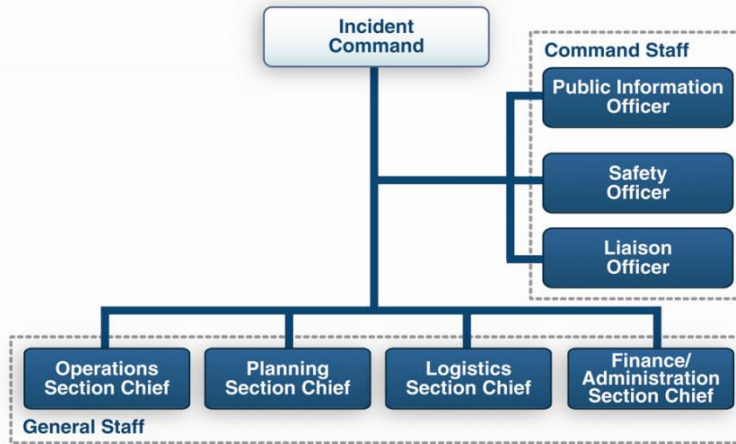 Incident
Command
Command Staff
Public Information
Officer
Safety
Officer
Liaison
Officer
Operations
Section Chief
Planning
Section Chief
Logistics
Section Chief
Finance/
Administration
Section Chief
General Staff